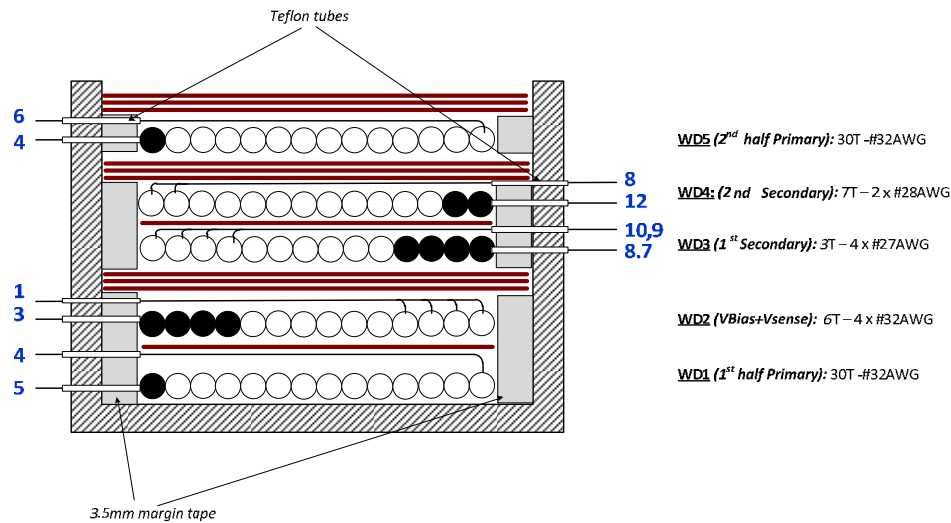 Teflon tubes
6
4
WD5 (2nd half Primary): 30T -#32AWG
8
12
WD4: (2 nd Secondary): 7T – 2 x #28AWG
10,9
8.7
WD3 (1st Secondary): 3T – 4 x #27AWG
1
3
WD2 (VBias+Vsense): 6T – 4 x #32AWG
4
5
WD1 (1st half Primary): 30T -#32AWG
3.5mm margin tape